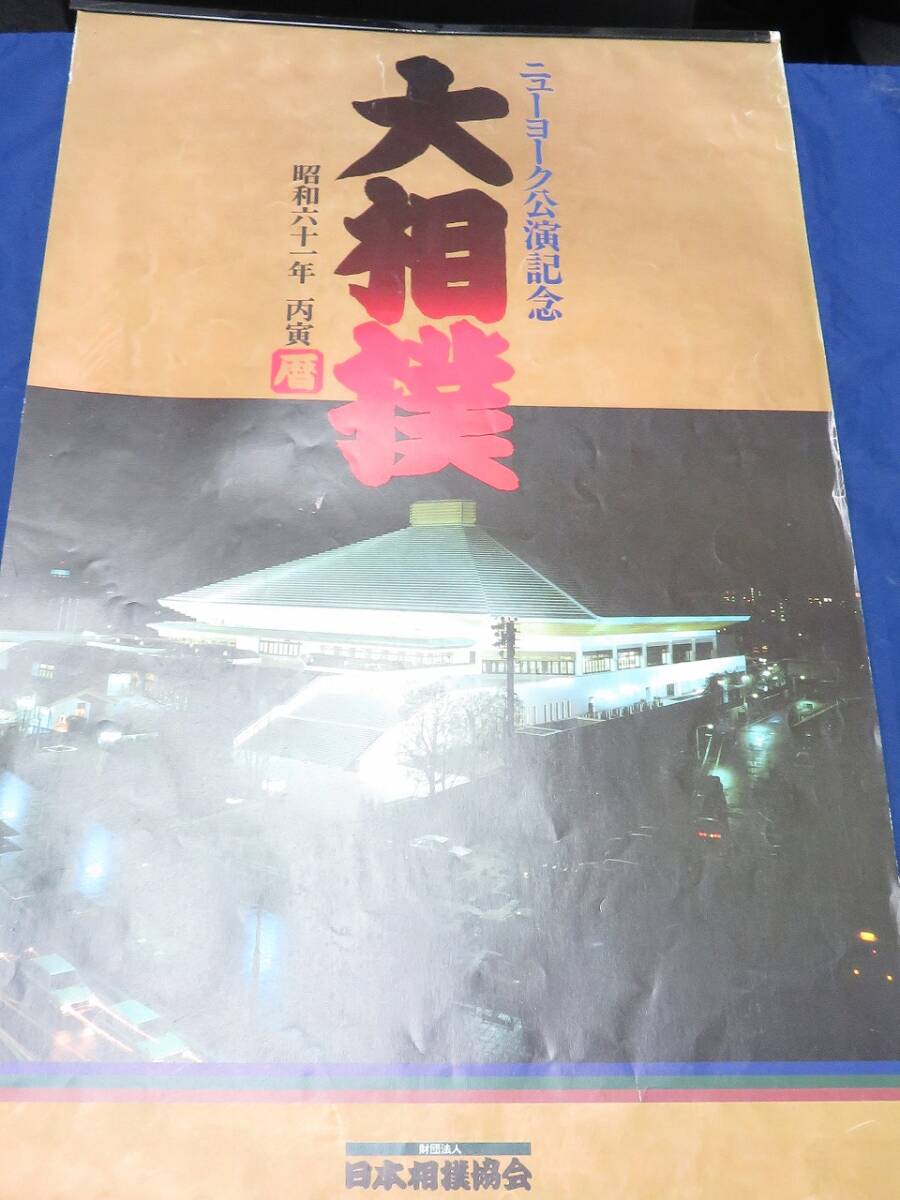 ニューヨーク公演記念
大相撲
昭和六十一年 丙寅
暦
財団法人
日本相撲協会